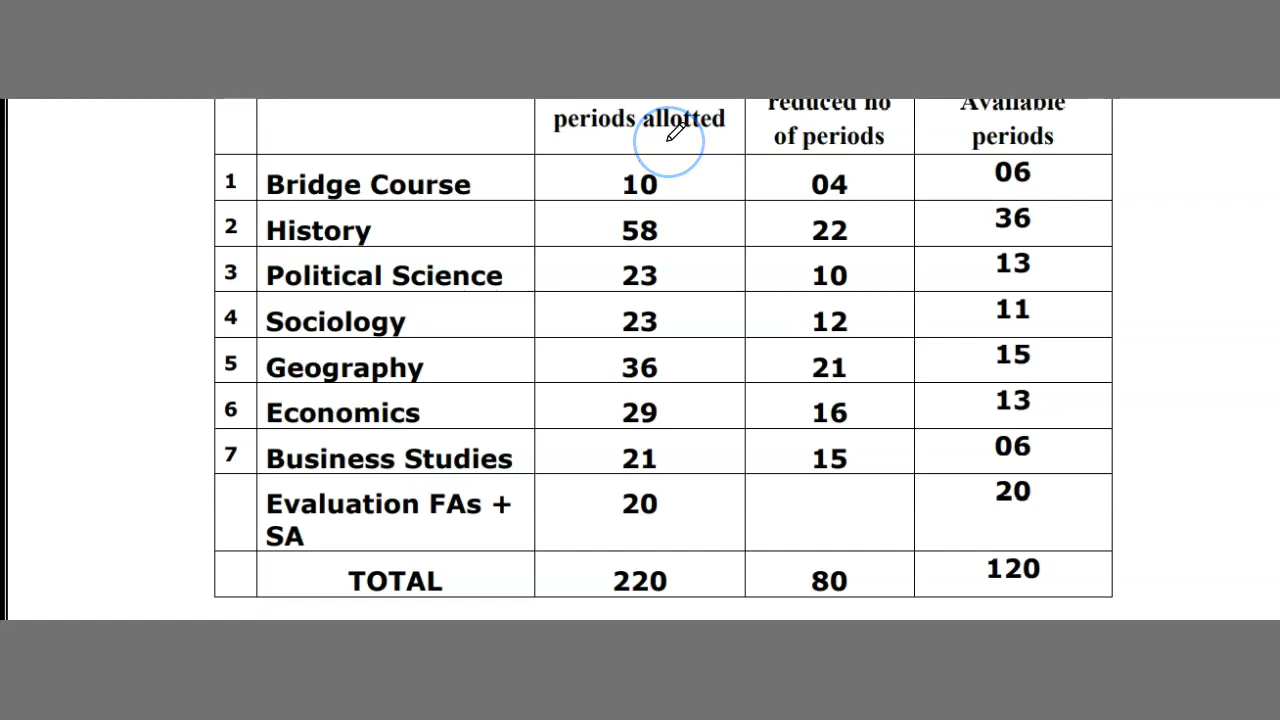 periods allotted reduced no Available
of periods periods
1 Bridge Course 10 04 06
2 History 58 22 36
3 Political Science 23 10 13
4 Sociology 23 12 11
5 Geography 36 21 15
6 Economics 29 16 13
7 Business Studies 21 15 06
Evaluation FAs + 20 20
SA
TOTAL 220 80 120